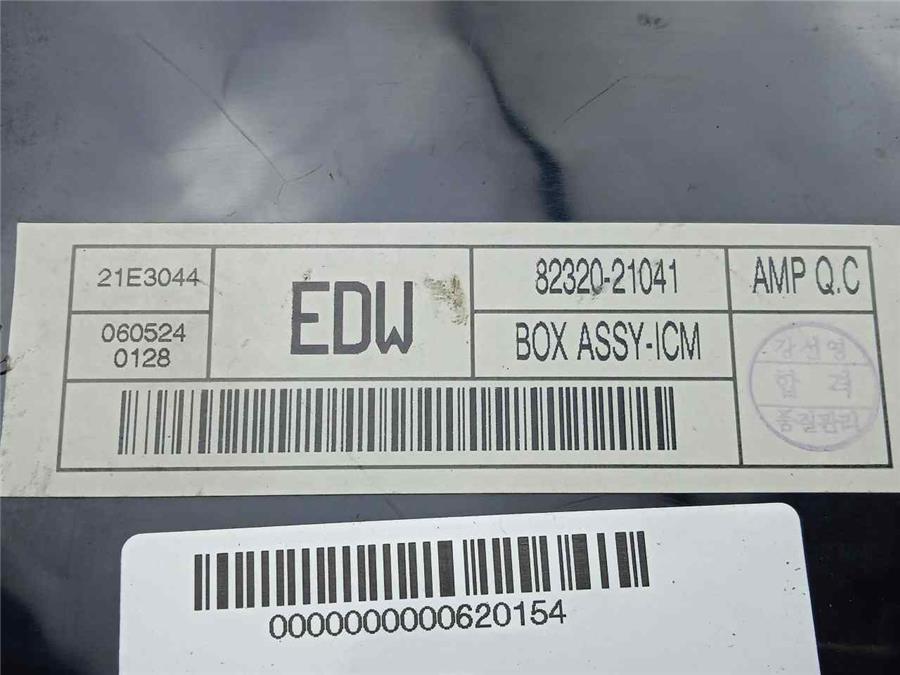 21E3044
060524
0128
EDW
82320-21041
BOX ASSY-ICM
AMP Q.C
강선영
합 격
품질관리
0000000000620154